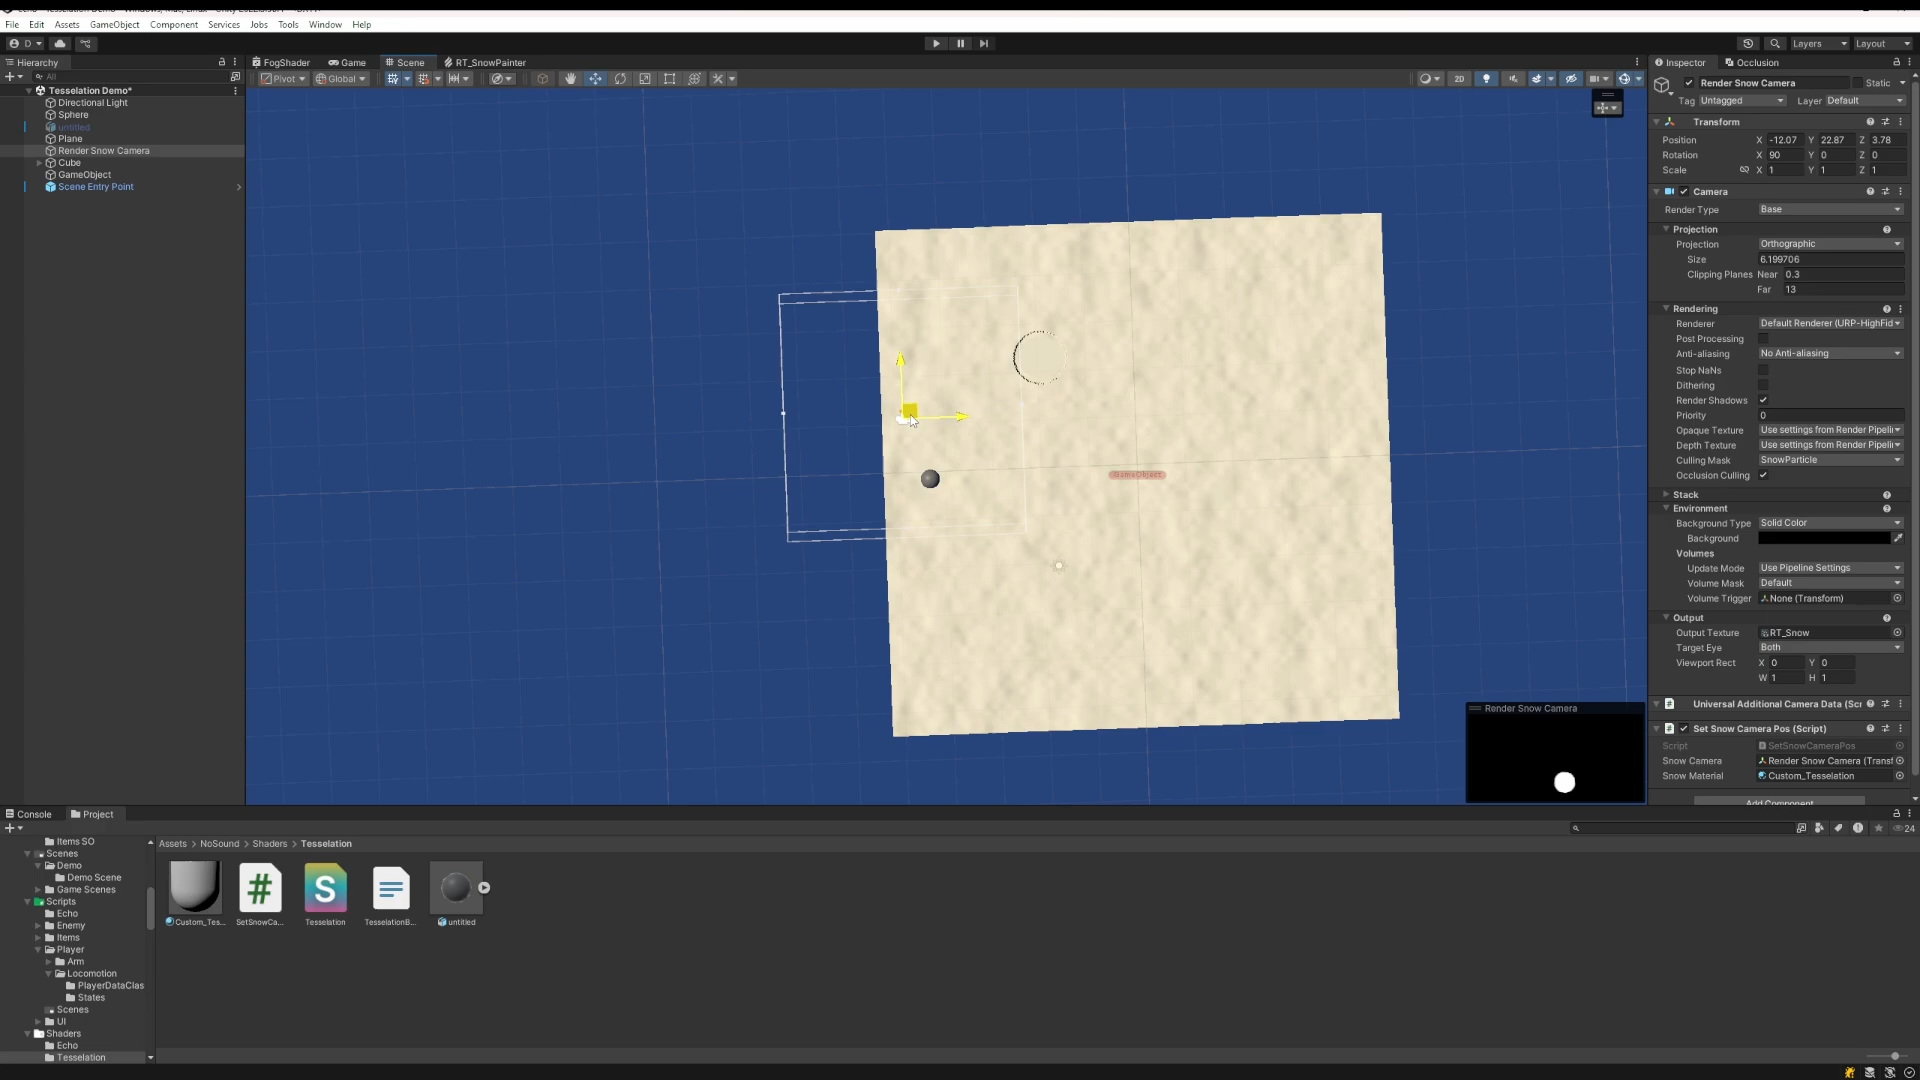 File Edit Assets GameObject Component Services Jobs Tools Window Help
D Layers Layout
Hierarchy FogShader Game Scene RT_SnowPainter Inspector Occlusion
All Pivot Global 2D Render Snow Camera Static
Tesselation Demo*
Tag Untagged Layer Default
Directional Light
Sphere
untitled
Plane
Render Snow Camera
Cube
GameObject
Scene Entry Point
Transform
Position X -12.07 Y 22.87 Z 3.78
Rotation X 90 Y 0 Z 0
Scale X 1 Y 1 Z 1
Camera
Render Type Base
Projection
Projection Orthographic
Size 6.199706
Clipping Planes Near 0.3
Far 13
Rendering
Renderer Default Renderer (URP-HighFid
Post Processing
Anti-aliasing No Anti-aliasing
Stop NaNs
Dithering
Render Shadows
Priority 0
Opaque Texture Use settings from Render Pipeli
Depth Texture Use settings from Render Pipeli
Culling Mask SnowParticle
Occlusion Culling
Stack
Environment
Background Type Solid Color
Background
Volumes
Update Mode Use Pipeline Settings
Volume Mask Default
Volume Trigger None (Transform)
Output
Output Texture RT_Snow
Target Eye Both
Viewport Rect X 0 Y 0
W 1 H 1
Universal Additional Camera Data (Scr
Set Snow Camera Pos (Script)
Script SetSnowCameraPos
Snow Camera Render Snow Camera (Transf
Snow Material Custom_Tesselation
Add Component
GameObject
Render Snow Camera
Console Project
24
Items SO
Scenes
Demo
Demo Scene
Game Scenes
Scripts
Echo
Enemy
Items
Player
Arm
Locomotion
PlayerDataClas
States
Scenes
UI
Shaders
Echo
Tesselation
Assets > NoSound > Shaders > Tesselation
Custom_Tes... SetSnowCa... Tesselation TesselationB... untitled